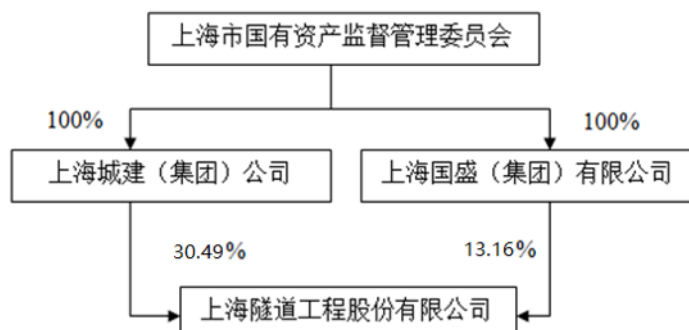 上海市国有资产监督管理委员会
100%
100%
上海城建（集团）公司
上海国盛（集团）有限公司
30.49%
13.16%
上海隧道工程股份有限公司